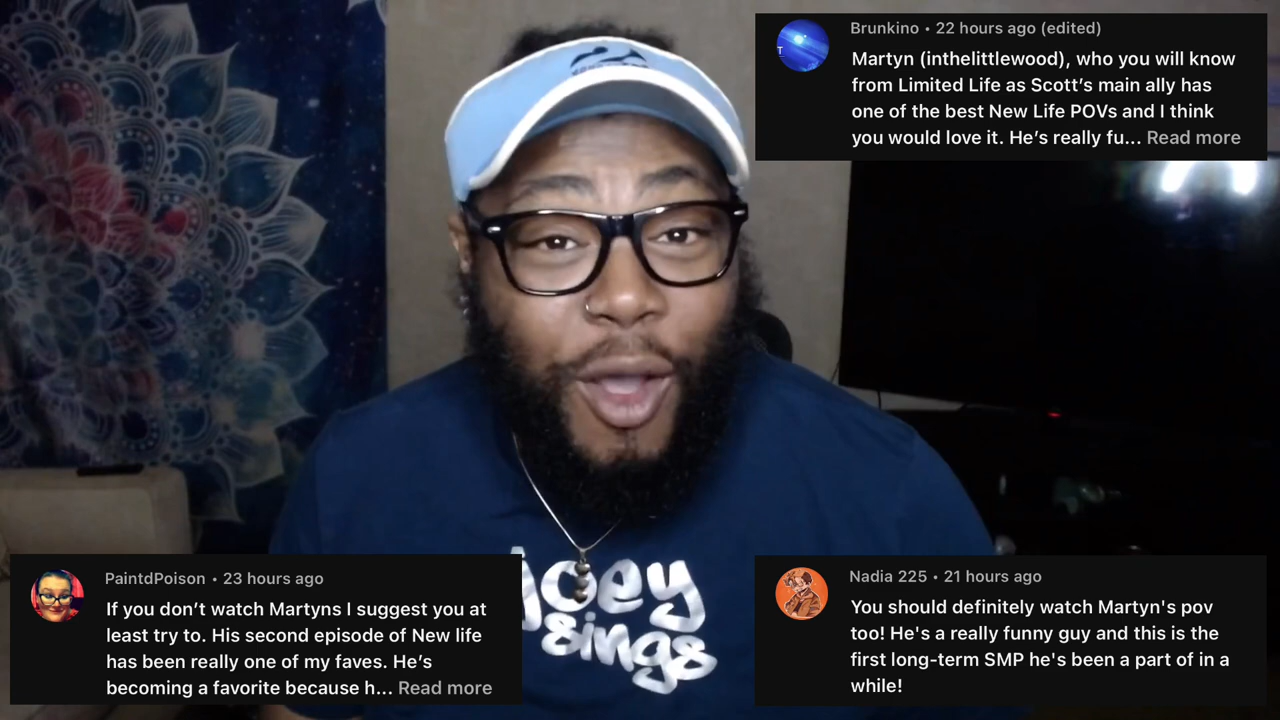 Brunkino • 22 hours ago (edited)
Martyn (inthelittlewood), who you will know
from Limited Life as Scott’s main ally has
one of the best New Life POVs and I think
you would love it. He’s really fu... Read more
Joey
sings
PaintdPoison • 23 hours ago
If you don’t watch Martyns I suggest you at
least try to. His second episode of New life
has been really one of my faves. He’s
becoming a favorite because h... Read more
Nadia 225 • 21 hours ago
You should definitely watch Martyn's pov
too! He's a really funny guy and this is the
first long-term SMP he's been a part of in a
while!